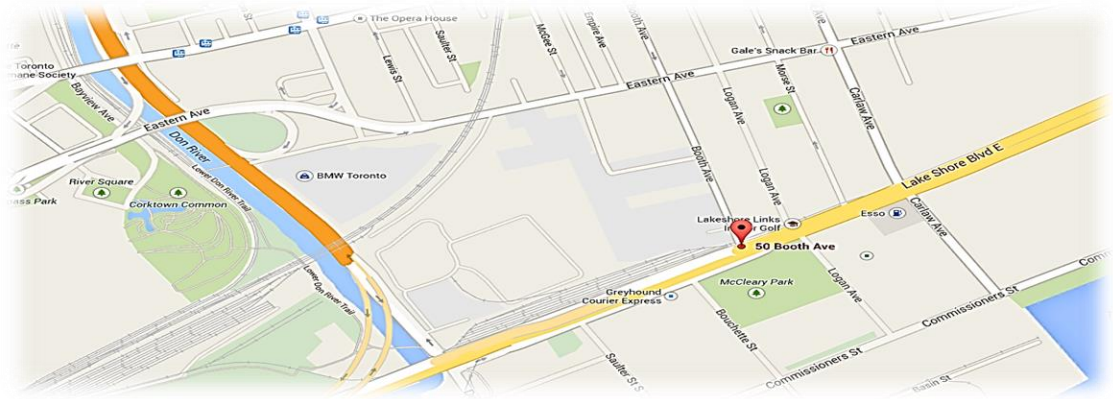 The Opera House
Toronto
mane Society
Bayview Ave
Lewis St
Saulter St
McGee St
Empire Ave
Booth Ave
Gale's Snack Bar
Eastern Ave
Eastern Ave
Morse St
Logan Ave
Carlaw Ave
Eastern Ave
Don River
Lower Don River Trail
River Square
ass Park
Corktown Common
BMW Toronto
Booth Ave
Logan Ave
Lake Shore Blvd E
Carlaw Ave
Esso
Lakeshore Links
Golf
50 Booth Ave
Lower Don River Trail
Greyhound
Courier Express
McCleary Park
Logan Ave
Bouchette St
Commissioners St
Commissioners St
Saulter St S
Basin St